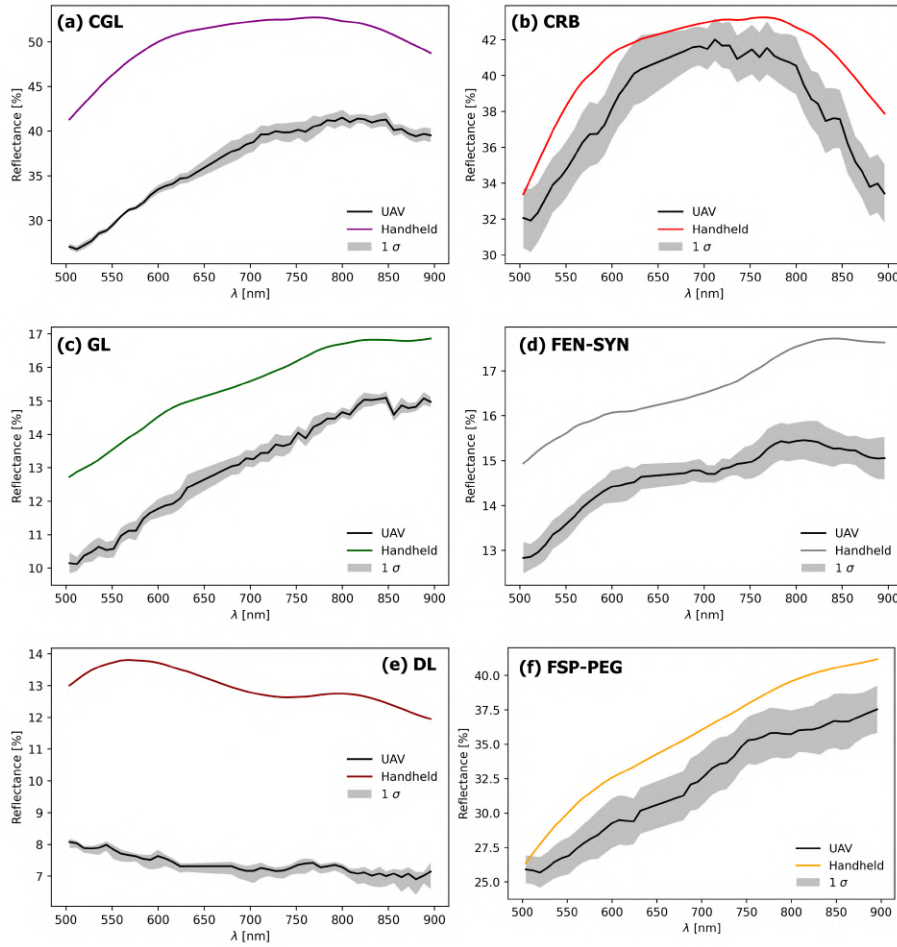 (a) CGL
Reflectance [%]
50
45
40
35
30
UAV
Handheld
1 σ
500 550 600 650 700 750 800 850 900
λ [nm]
(b) CRB
Reflectance [%]
42
40
38
36
34
32
30
UAV
Handheld
1 σ
500 550 600 650 700 750 800 850 900
λ [nm]
(c) GL
Reflectance [%]
17
16
15
14
13
12
11
10
UAV
Handheld
1 σ
500 550 600 650 700 750 800 850 900
λ [nm]
(d) FEN-SYN
Reflectance [%]
17
16
15
14
13
UAV
Handheld
1 σ
500 550 600 650 700 750 800 850 900
λ [nm]
(e) DL
Reflectance [%]
14
13
12
11
10
9
8
7
UAV
Handheld
1 σ
500 550 600 650 700 750 800 850 900
λ [nm]
(f) FSP-PEG
Reflectance [%]
40.0
37.5
35.0
32.5
30.0
27.5
25.0
UAV
Handheld
1 σ
500 550 600 650 700 750 800 850 900
λ [nm]